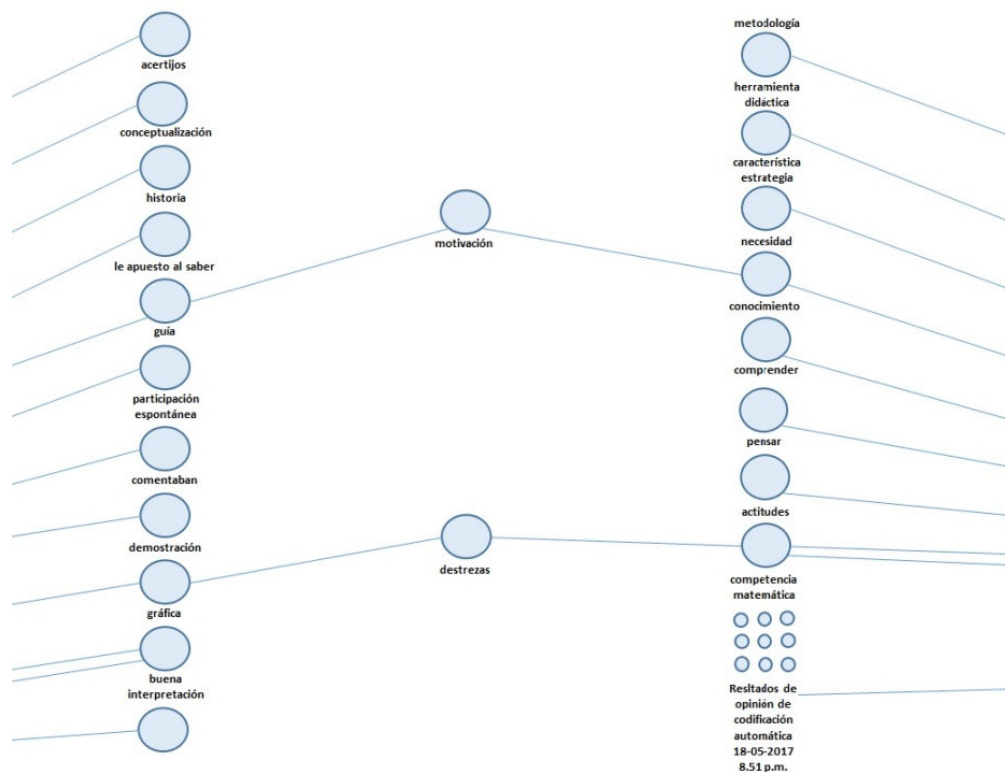 acertijos
conceptualización
historia
le apuesto al saber
guía
participación
espontánea
comentaban
demostración
gráfica
buena
interpretación
motivación
destrezas
metodología
herramienta
didáctica
característica
estrategia
necesidad
conocimiento
comprender
pensar
actitudes
competencia
matemática
Resltados de
opinión de
codificación
automática
18-05-2017
8.51 p.m.